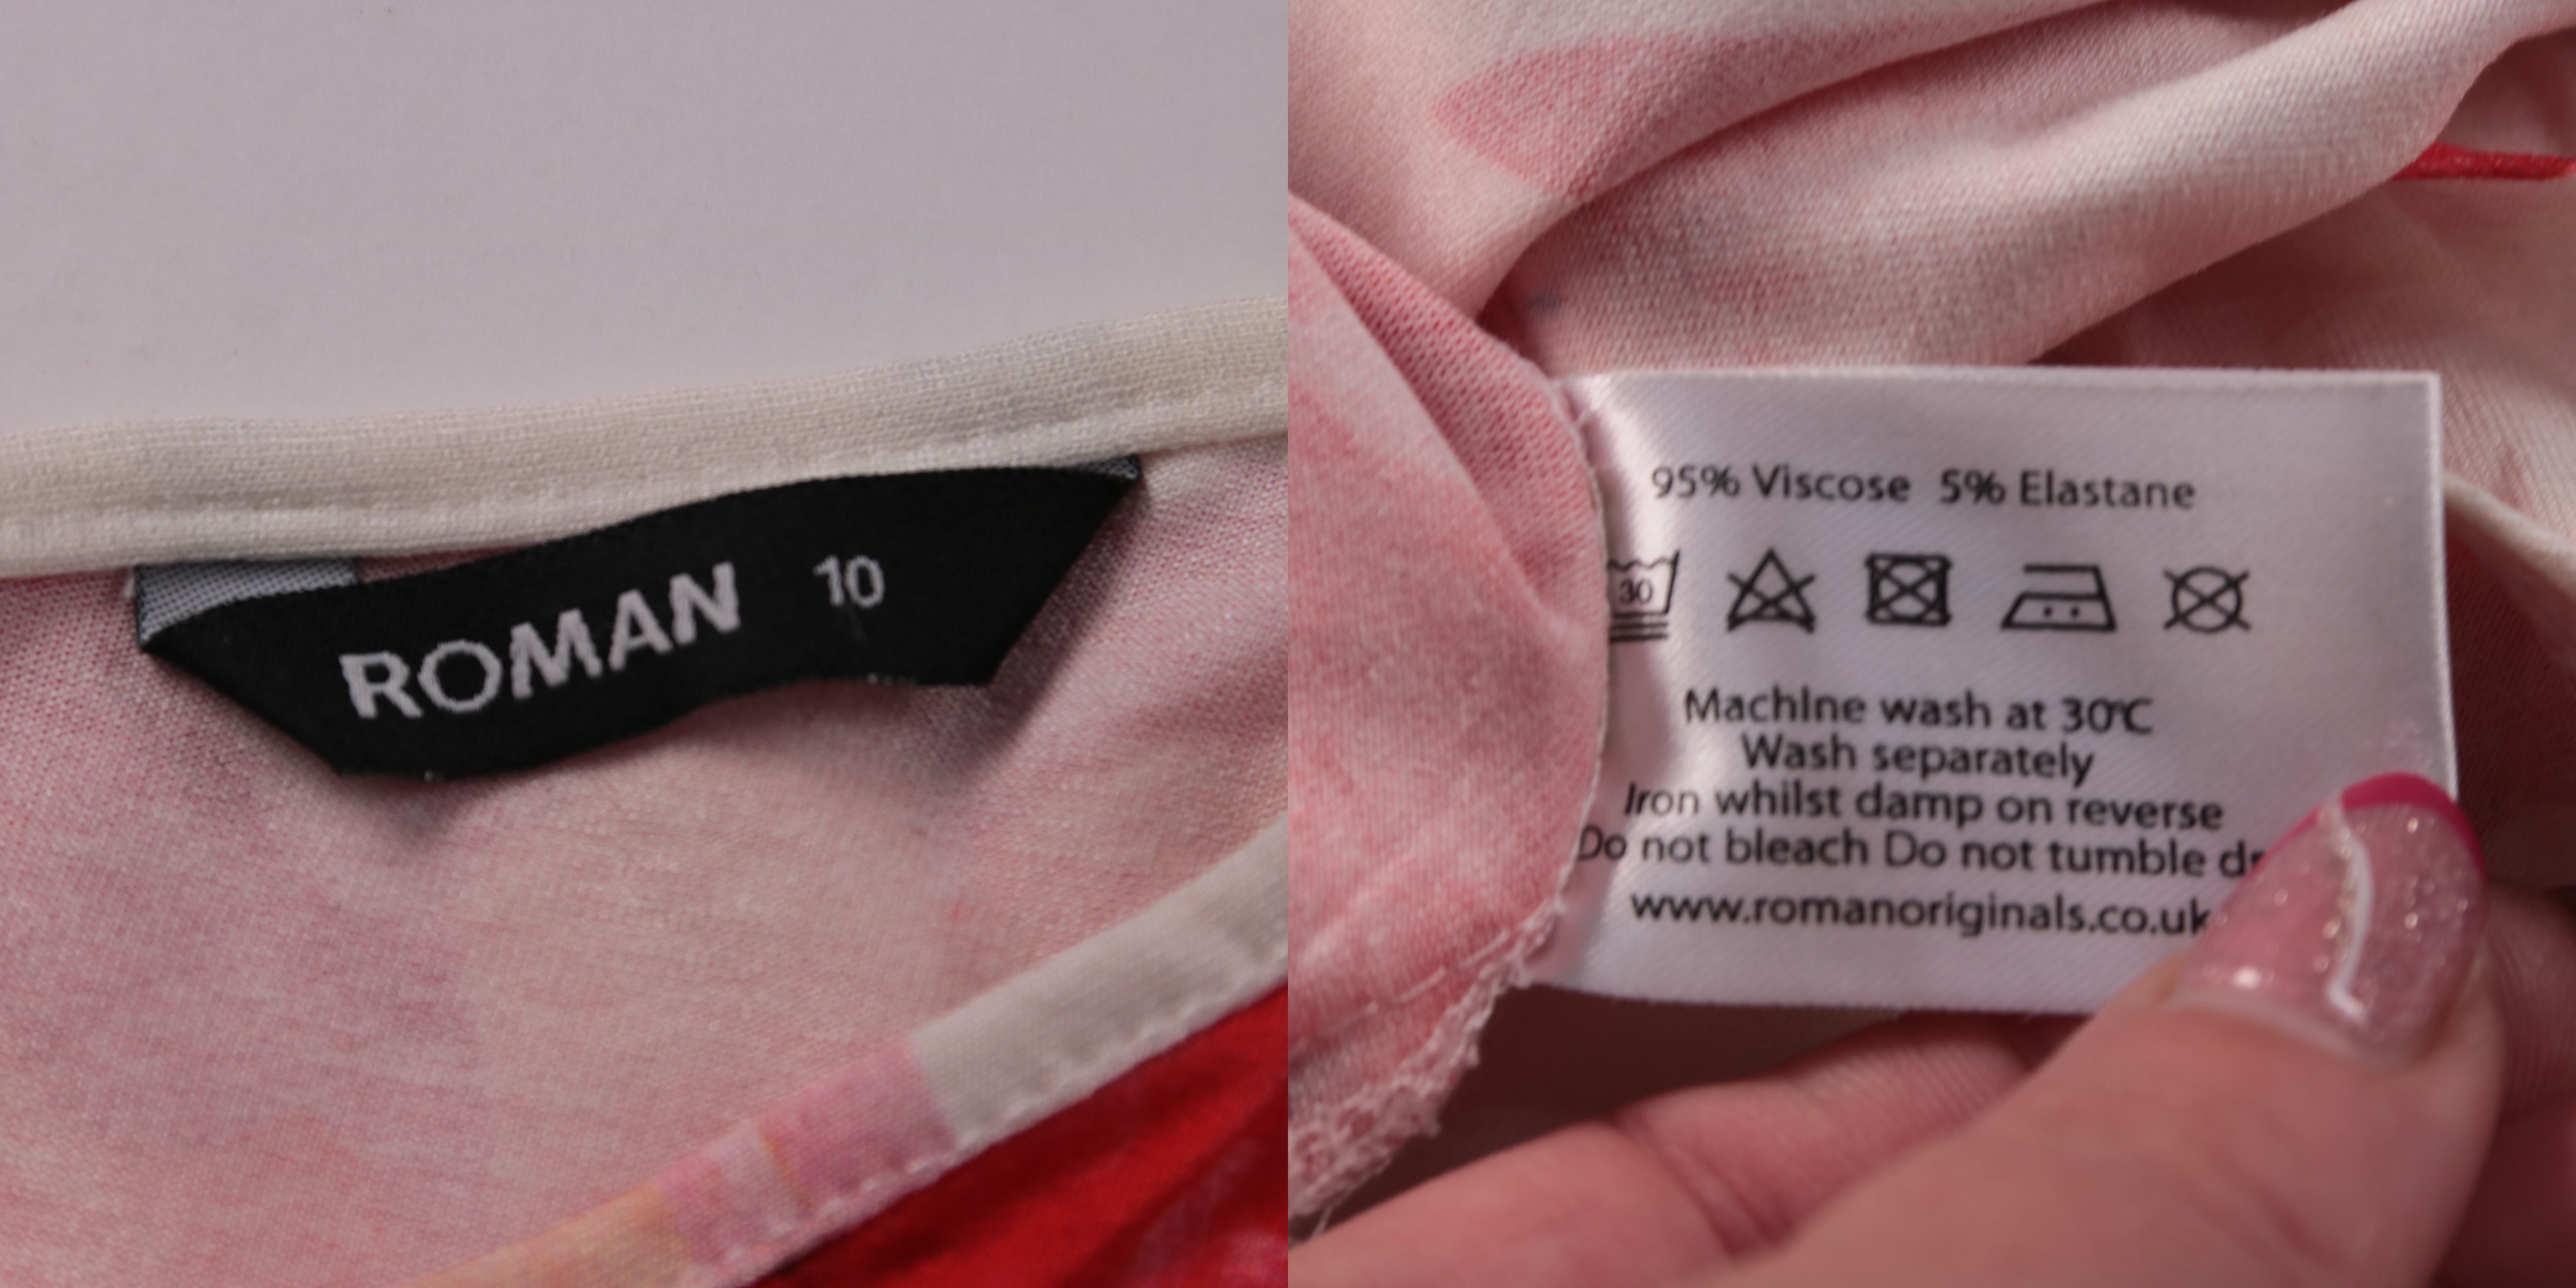 ROMAN 10
95% Viscose 5% Elastane
30
Machine wash at 30°C
Wash separately
Iron whilst damp on reverse
Do not bleach Do not tumble
www.romanoriginals.co.uk